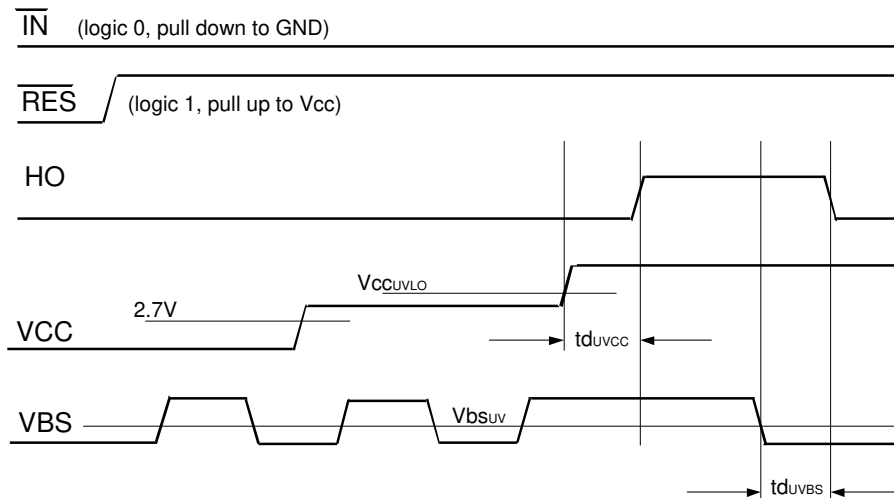 IN (logic 0, pull down to GND)
RES (logic 1, pull up to Vcc)
HO
VccUVLO
2.7V
VCC
tdUVCC
VBS
VbsUV
tdUVBS